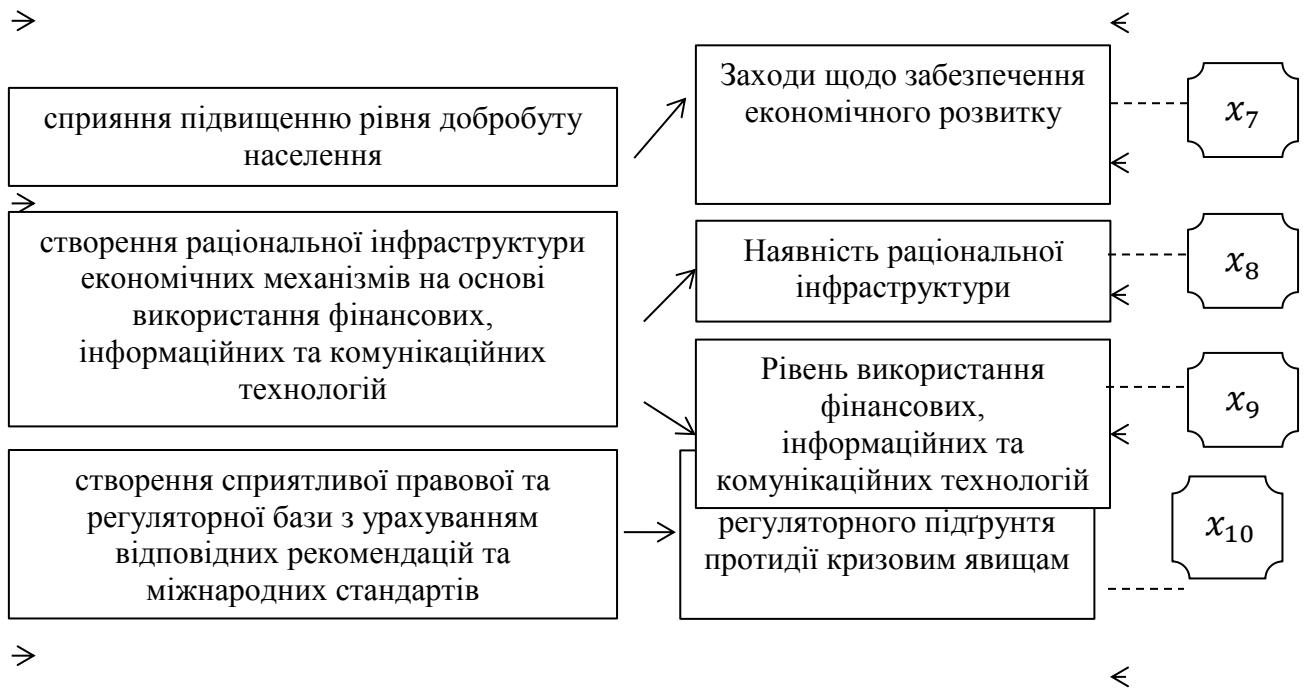 сприяння підвищенню рівня добробуту
населення
Заходи щодо забезпечення
економічного розвитку
x7
створення раціональної інфраструктури
економічних механізмів на основі
використання фінансових,
інформаційних та комунікаційних
технологій
Наявність раціональної
інфраструктури
x8
Рівень використання
фінансових,
інформаційних та
комунікаційних технологій
x9
створення сприятливої правової та
регуляторної бази з урахуванням
відповідних рекомендацій та
міжнародних стандартів
регуляторного підґрунтя
протидії кризовим явищам
x10